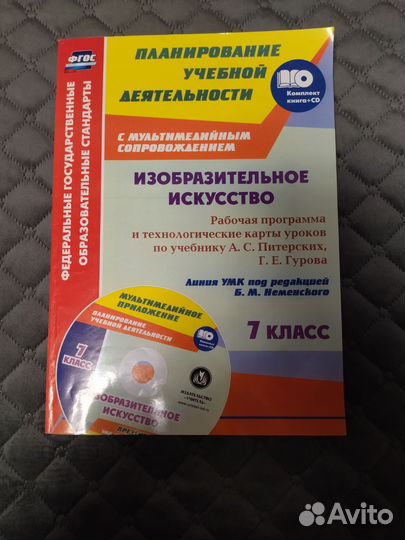 ФГОС
ФЕДЕРАЛЬНЫЕ ГОСУДАРСТВЕННЫЕ
ОБРАЗОВАТЕЛЬНЫЕ СТАНДАРТЫ
ПЛАНИРОВАНИЕ
УЧЕБНОЙ
ДЕЯТЕЛЬНОСТИ
Комплект
книга+CD
С МУЛЬТИМЕДИЙНЫМ
СОПРОВОЖДЕНИЕМ
ИЗОБРАЗИТЕЛЬНОЕ
ИСКУССТВО
Рабочая программа
и технологические карты уроков
по учебнику А. С. Питерских,
Г. Е. Гурова
Линия УМК под редакцией
Б. М. Неменского
7 КЛАСС
МУЛЬТИМЕДИЙНОЕ
ПРИЛОЖЕНИЕ
ПЛАНИРОВАНИЕ
УЧЕБНОЙ ДЕЯТЕЛЬНОСТИ
7 КЛАСС
ИЗДАТЕЛЬСТВО
«УЧИТЕЛЬ»
ИЗОБРАЗИТЕЛЬНОЕ
ИСКУССТВО
Avito